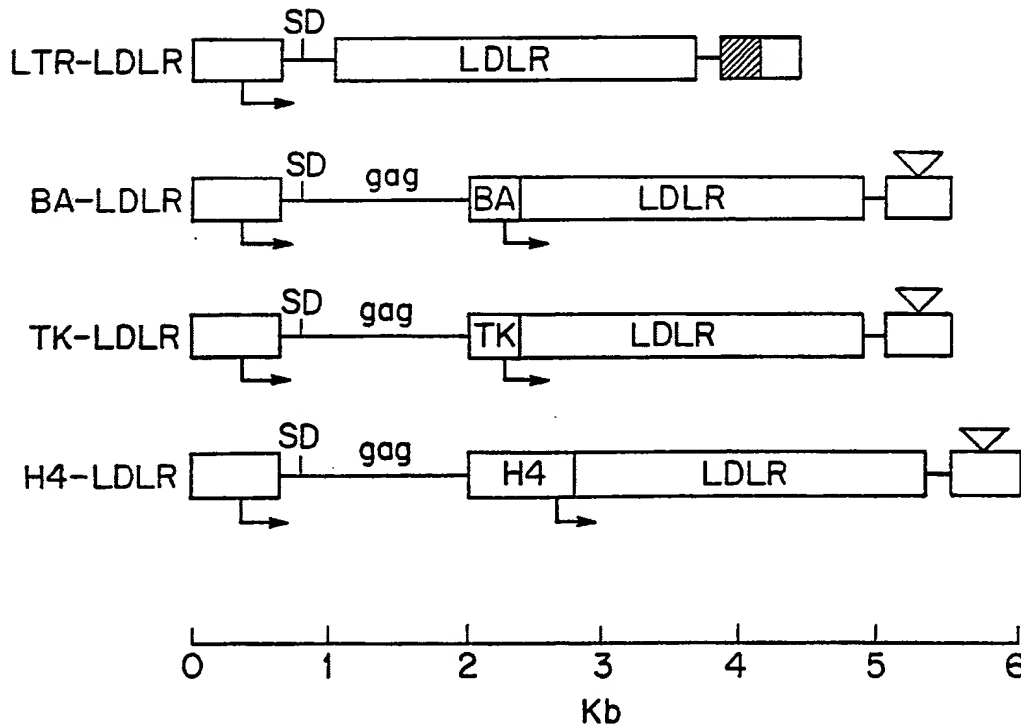 SD
LTR-LDLR LDLR
SD gag
BA-LDLR BA LDLR
SD gag
TK-LDLR TK LDLR
SD gag
H4-LDLR H4 LDLR
0 1 2 3 4 5 6
Kb